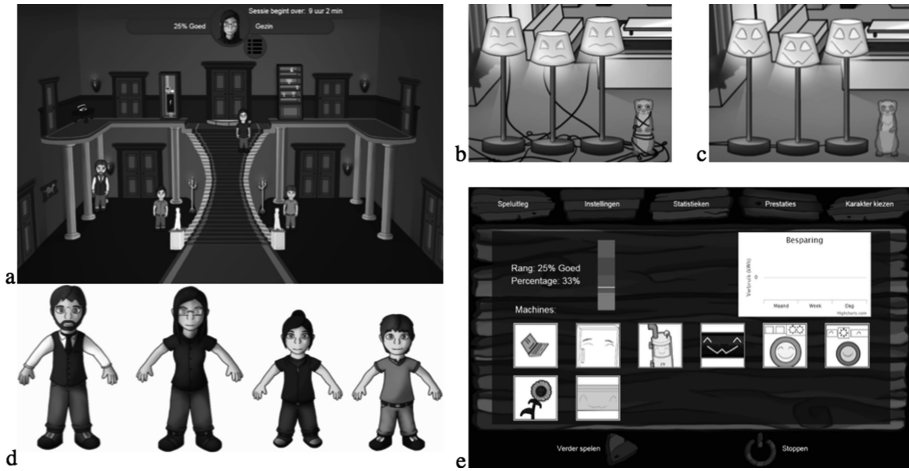 Sessie begint over: 9 uur 2 min
25% Goed
Gezin
a
b
c
d
Speluitleg
Instellingen
Statistieken
Prestaties
Karakter kiezen
Rang: 25% Goed
Percentage: 33%
Machines:
Besparing
Verbruik (kWh)
0
Maand
Week
Dag
Highcharts.com
Verder spelen
Stoppen
e